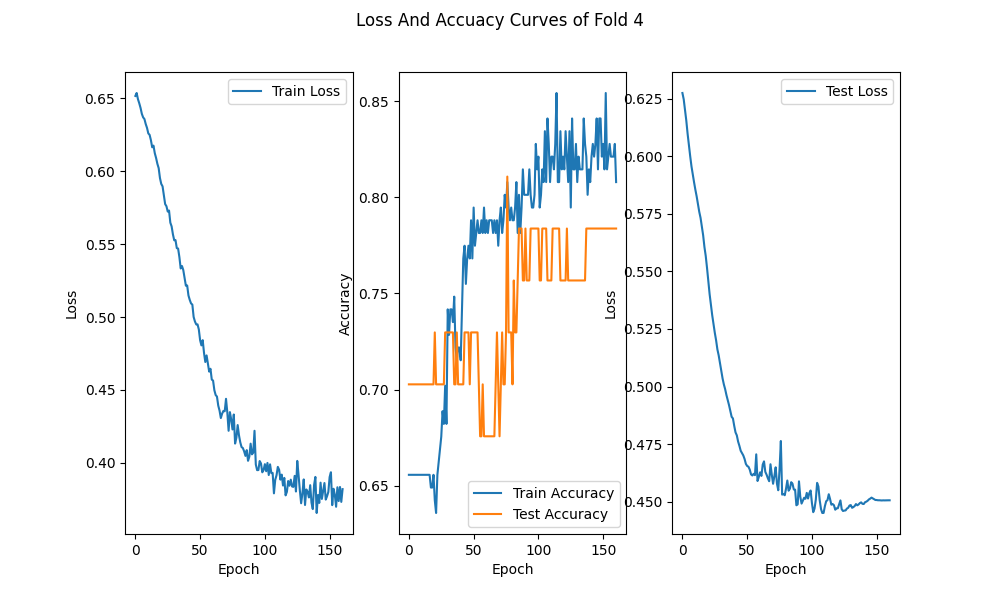 Loss And Accuacy Curves of Fold 4
Train Loss
0.65
0.60
0.55
0.50
0.45
0.40
Loss
0 50 100 150
Epoch
0.85
0.80
0.75
0.70
0.65
Accuracy
Train Accuracy
Test Accuracy
0 50 100 150
Epoch
Test Loss
0.625
0.600
0.575
0.550
0.525
0.500
0.475
0.450
Loss
0 50 100 150
Epoch